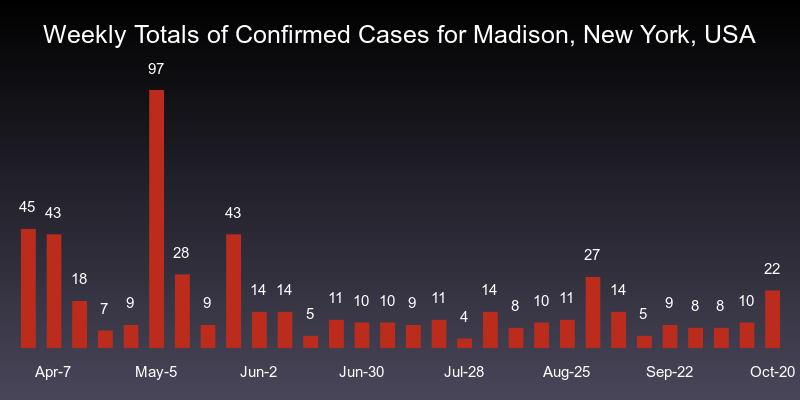 Weekly Totals of Confirmed Cases for Madison, New York, USA
97
45 43 18 7 9 28 9 43 14 14 5 11 10 10 9 11 4 14 8 10 11 27 14 5 9 8 8 10 22
Apr-7 May-5 Jun-2 Jun-30 Jul-28 Aug-25 Sep-22 Oct-20